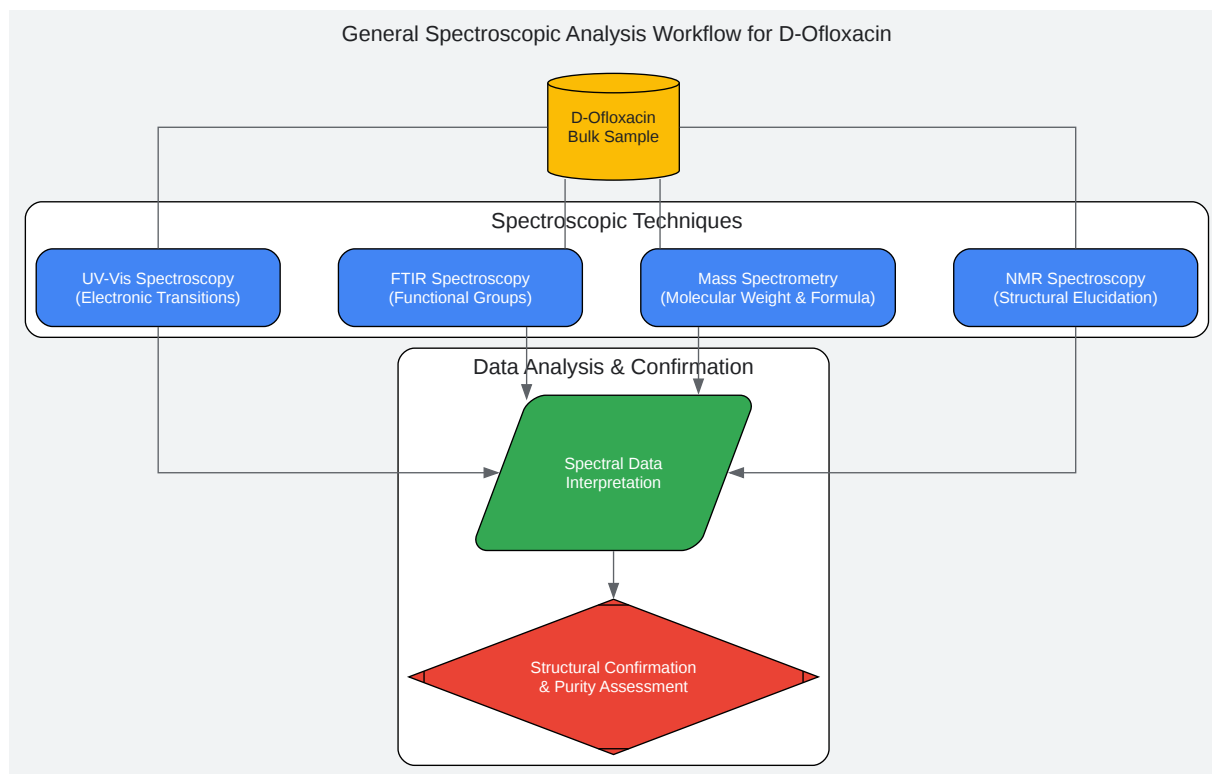 General Spectroscopic Analysis Workflow for D-Ofloxacin
D-Ofloxacin
Bulk Sample
Spectroscopic Techniques
UV-Vis Spectroscopy
(Electronic Transitions)
FTIR Spectroscopy
(Functional Groups)
Mass Spectrometry
(Molecular Weight & Formula)
NMR Spectroscopy
(Structural Elucidation)
Data Analysis & Confirmation
Spectral Data
Interpretation
Structural Confirmation
& Purity Assessment